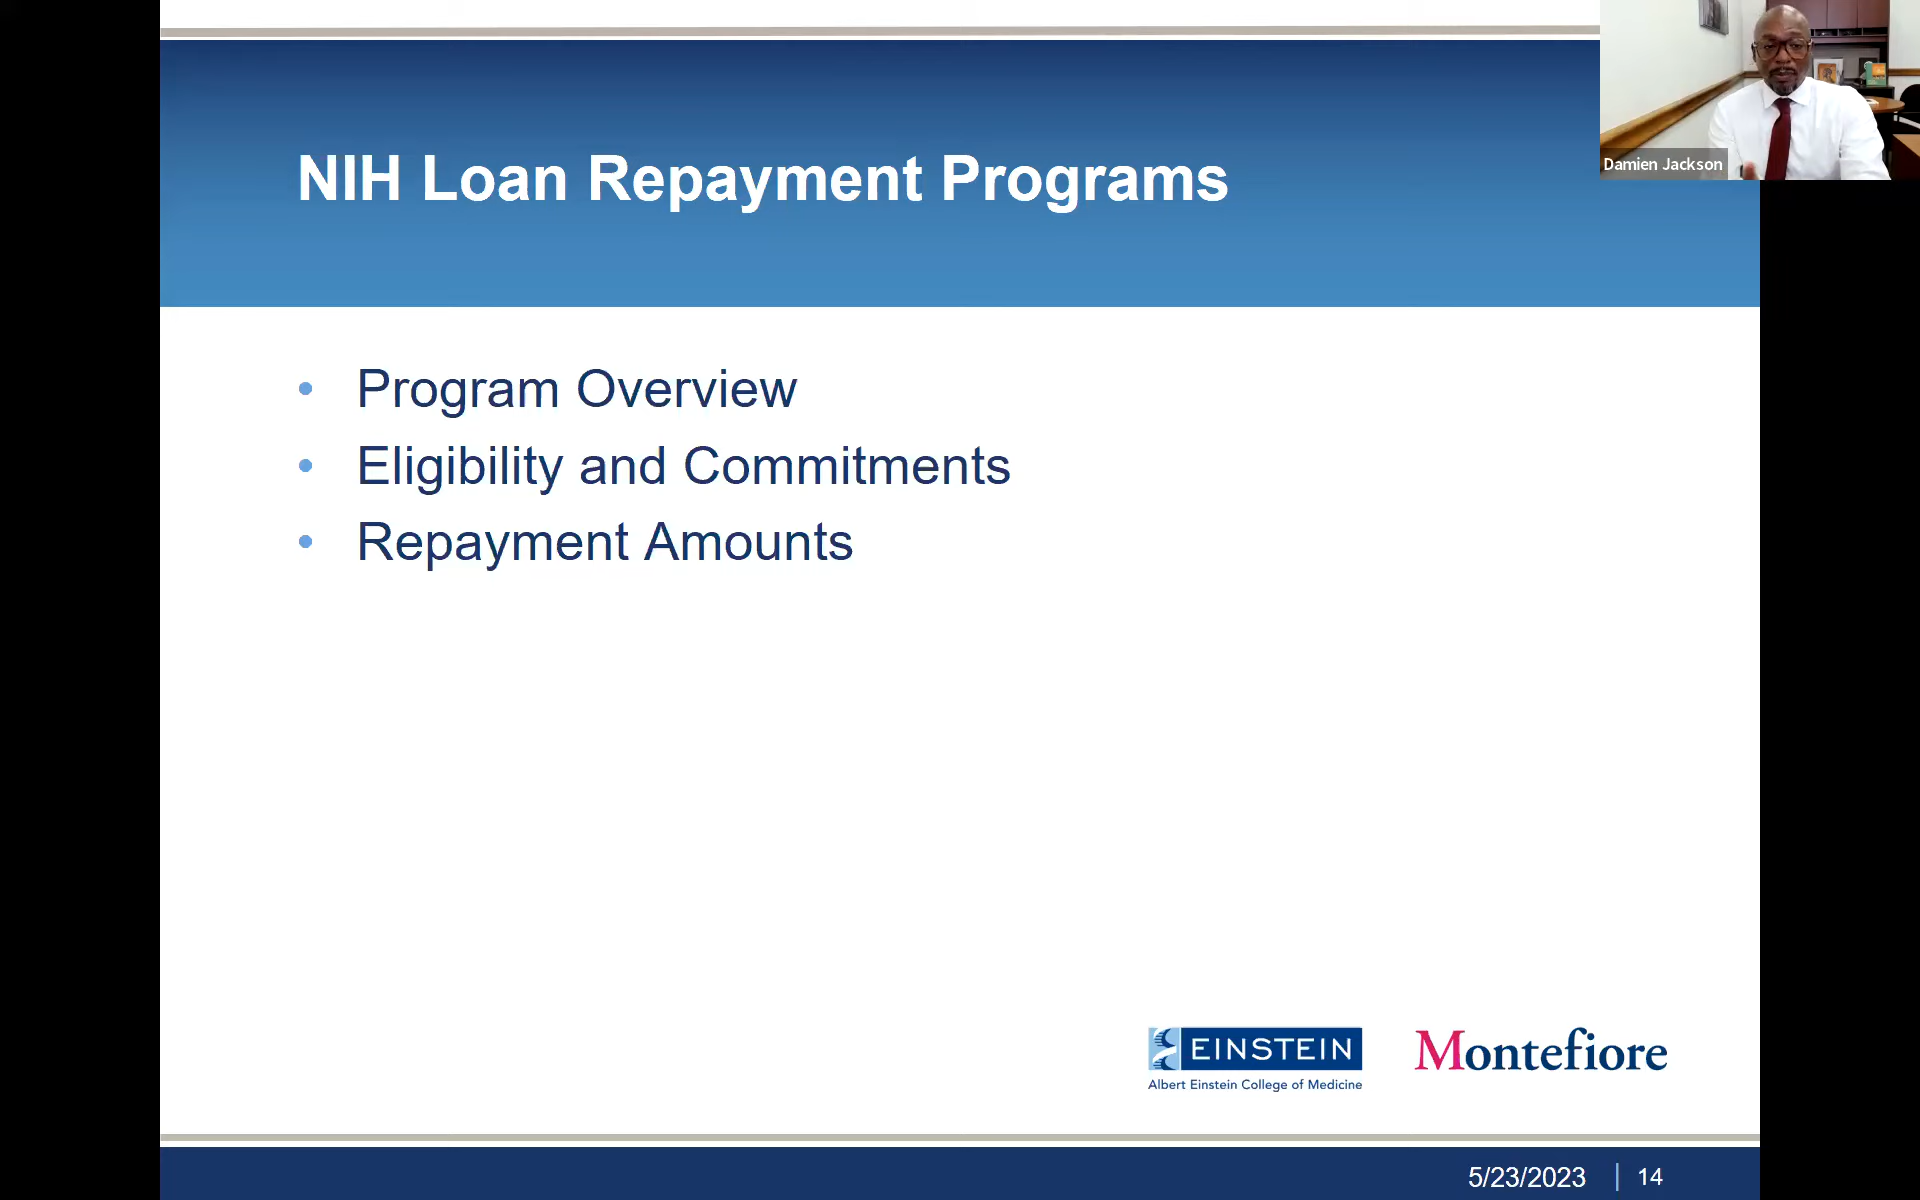 NIH Loan Repayment Programs
Damien Jackson
• Program Overview
• Eligibility and Commitments
• Repayment Amounts
EINSTEIN
Albert Einstein College of Medicine
Montefiore
5/23/2023 | 14